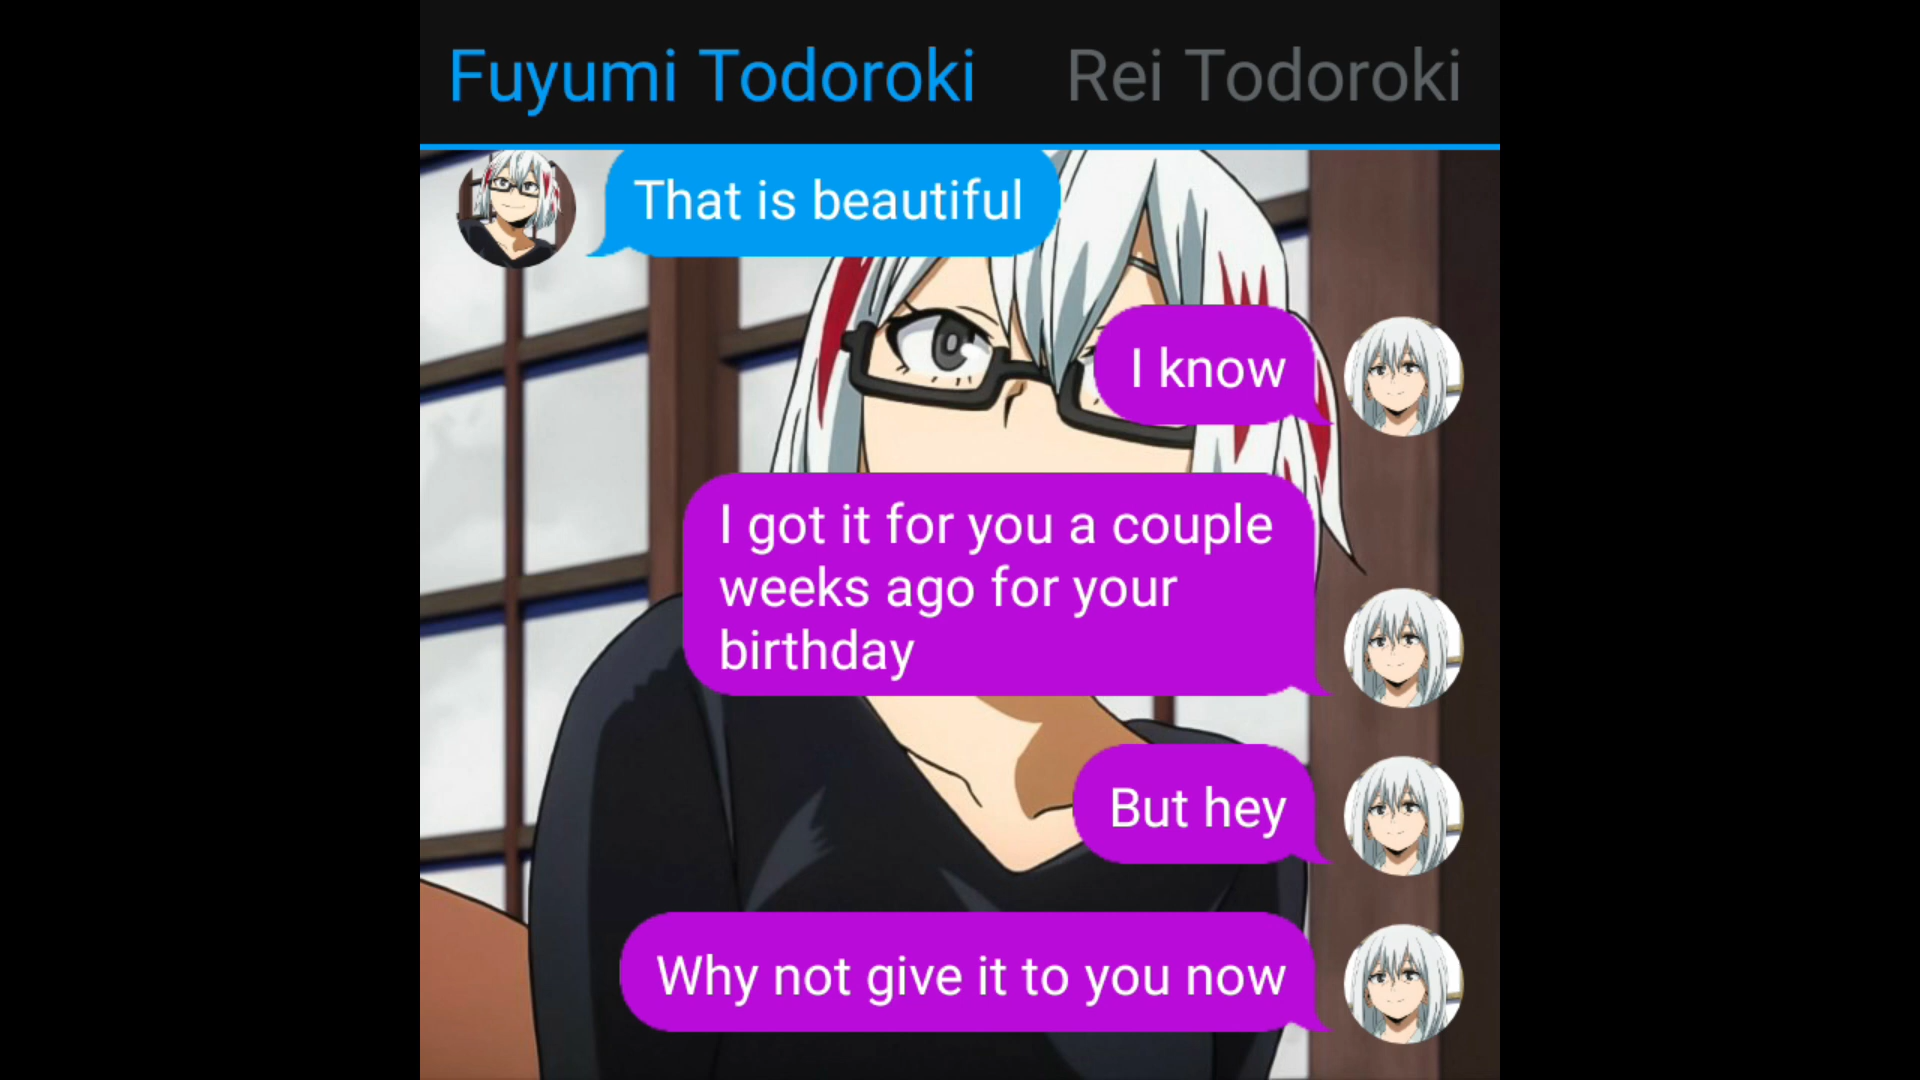 Fuyumi Todoroki Rei Todoroki
That is beautiful
I know
I got it for you a couple
weeks ago for your
birthday
But hey
Why not give it to you now